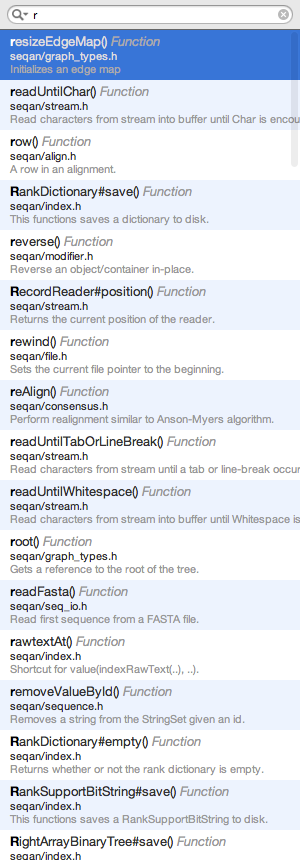 r
resizeEdgeMap() Function
seqan/graph_types.h
Initializes an edge map
readUntilChar() Function
seqan/stream.h
Read characters from stream into buffer until Char is encou
row() Function
seqan/align.h
A row in an alignment.
RankDictionary#save() Function
seqan/index.h
This functions saves a dictionary to disk.
reverse() Function
seqan/modifier.h
Reverse an object/container in-place.
RecordReader#position() Function
seqan/stream.h
Returns the current position of the reader.
rewind() Function
seqan/file.h
Sets the current file pointer to the beginning.
reAlign() Function
seqan/consensus.h
Perform realignment similar to Anson-Myers algorithm.
readUntilTabOrLineBreak() Function
seqan/stream.h
Read characters from stream until a tab or line-break occur
readUntilWhitespace() Function
seqan/stream.h
Read characters from stream into buffer until Whitespace is
root() Function
seqan/graph_types.h
Gets a reference to the root of the tree.
readFasta() Function
seqan/seq_io.h
Read first sequence from a FASTA file.
rawtextAt() Function
seqan/index.h
Shortcut for value(indexRawText(..), ..).
removeValueById() Function
seqan/sequence.h
Removes a string from the StringSet given an id.
RankDictionary#empty() Function
seqan/index.h
Returns whether or not the rank dictionary is empty.
RankSupportBitString#save() Function
seqan/index.h
This functions saves a RankSupportBitString to disk.
RightArrayBinaryTree#save() Function
seqan/index.h